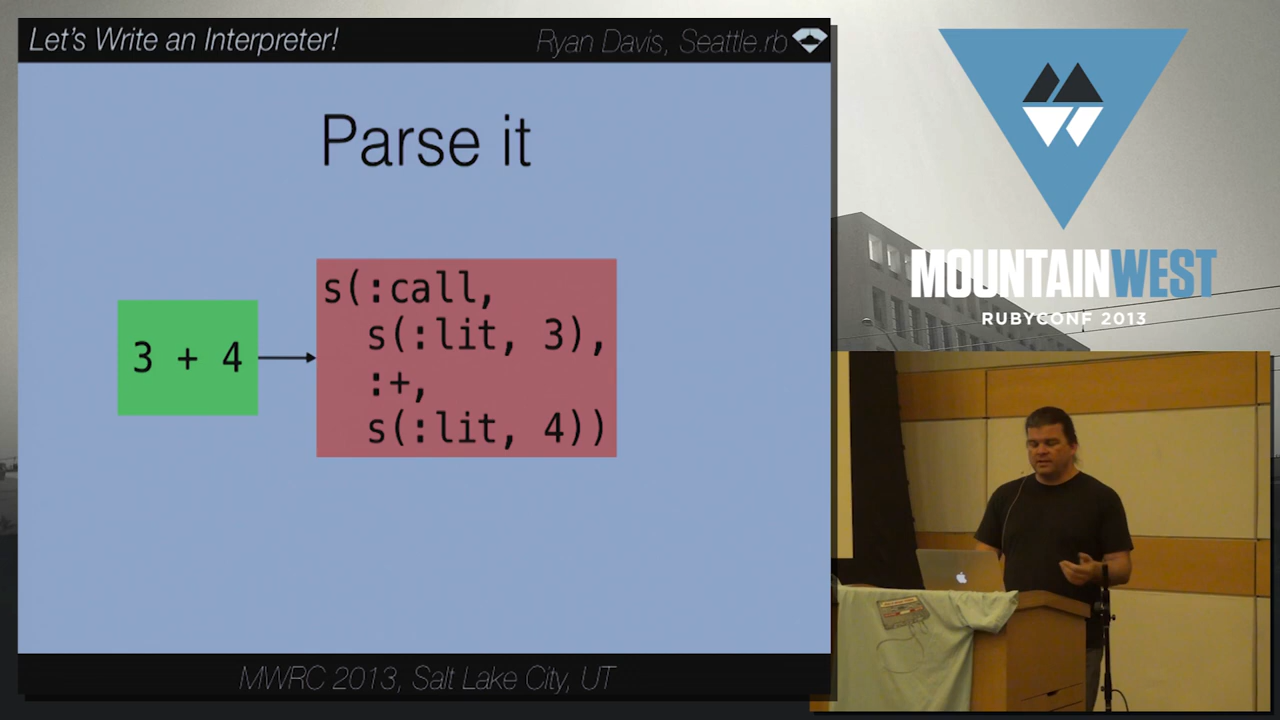 Let's Write an Interpreter!
Ryan Davis, Seattle.rb
Parse it
3 + 4
s(:call,
s(:lit, 3),
:+,
s(:lit, 4))
MWRC 2013, Salt Lake City, UT
MOUNTAINWEST
RUBYCONF 2013